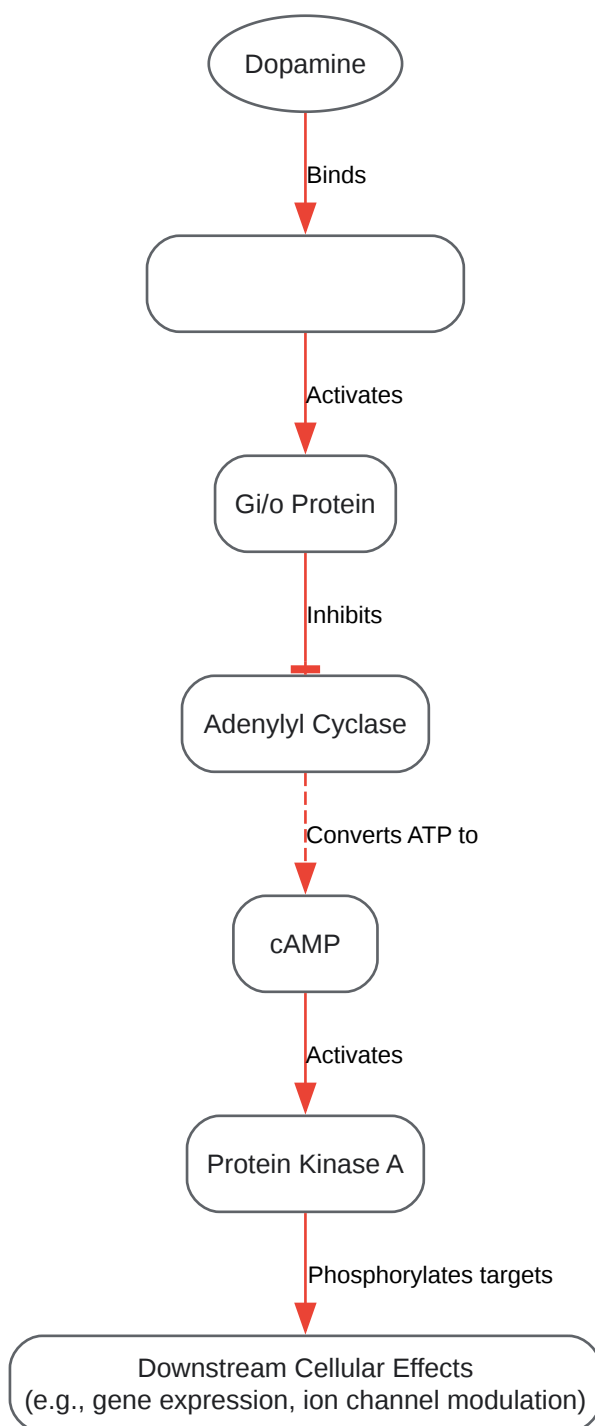 Dopamine
Binds
Activates
Gi/o Protein
Inhibits
Adenylyl Cyclase
Converts ATP to
cAMP
Activates
Protein Kinase A
Phosphorylates targets
Downstream Cellular Effects
(e.g., gene expression, ion channel modulation)